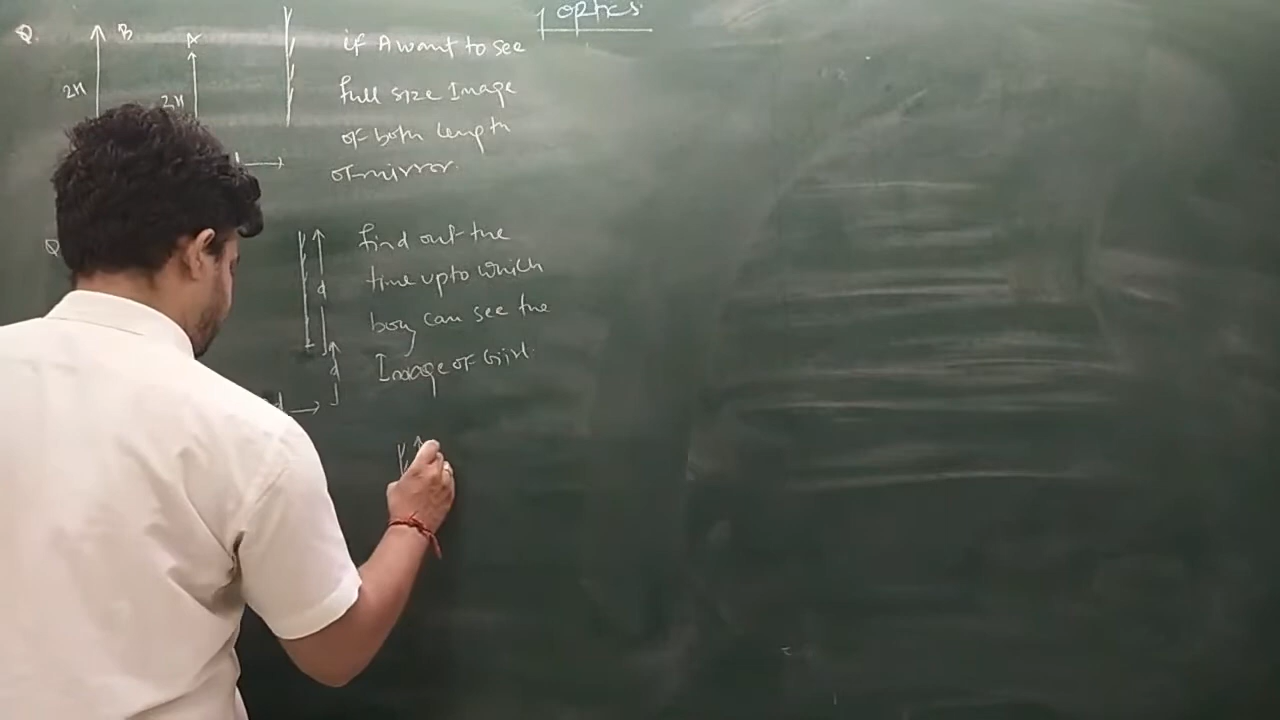 optics.
Q. B A if A want to see
2H 2H full size Image
of both length
of mirror.
Q find out the
d time upto which
boy can see the
d Image of Girl.
d